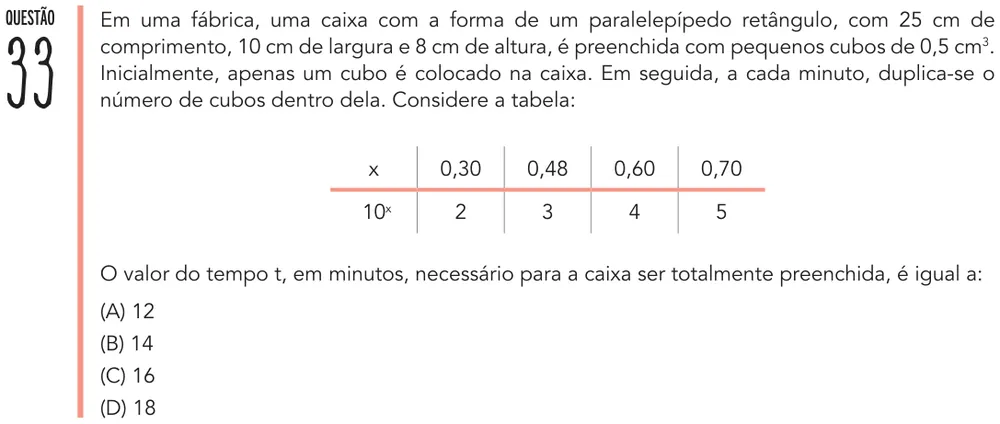 QUESTÃO
33
Em uma fábrica, uma caixa com a forma de um paralelepípedo retângulo, com 25 cm de
comprimento, 10 cm de largura e 8 cm de altura, é preenchida com pequenos cubos de 0,5 cm³.
Inicialmente, apenas um cubo é colocado na caixa. Em seguida, a cada minuto, duplica-se o
número de cubos dentro dela. Considere a tabela:
x 0,30 0,48 0,60 0,70
10ˣ 2 3 4 5
O valor do tempo t, em minutos, necessário para a caixa ser totalmente preenchida, é igual a:
(A) 12
(B) 14
(C) 16
(D) 18